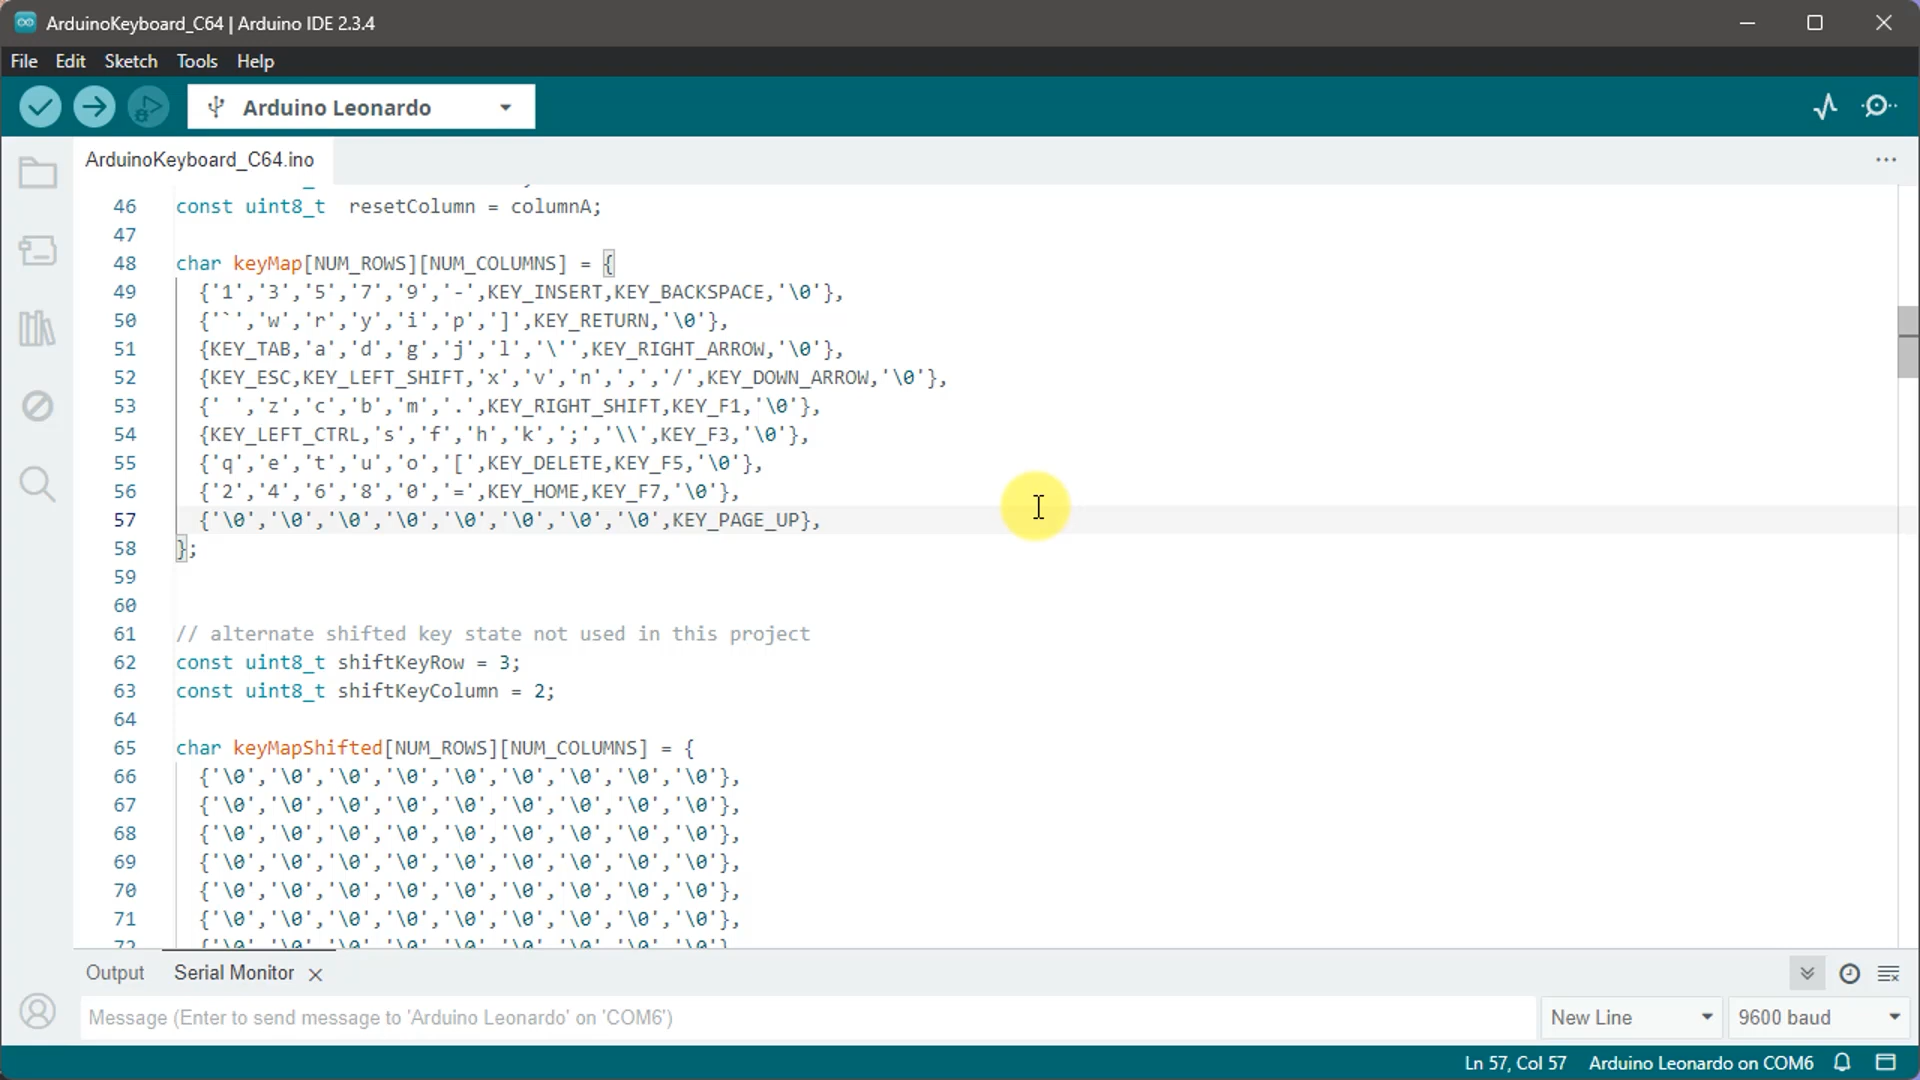 ArduinoKeyboard_C64 | Arduino IDE 2.3.4
File Edit Sketch Tools Help
Arduino Leonardo
ArduinoKeyboard_C64.ino
46 const uint8_t  resetColumn = columnA;
47
48 char keyMap[NUM_ROWS][NUM_COLUMNS] = {
49   {'1','3','5','7','9','-',KEY_INSERT,KEY_BACKSPACE,'\0'},
50   {'`','w','r','y','i','p',']',KEY_RETURN,'\0'},
51   {KEY_TAB,'a','d','g','j','l','\'',KEY_RIGHT_ARROW,'\0'},
52   {KEY_ESC,KEY_LEFT_SHIFT,'x','v','n',',','/',KEY_DOWN_ARROW,'\0'},
53   {' ','z','c','b','m','.',KEY_RIGHT_SHIFT,KEY_F1,'\0'},
54   {KEY_LEFT_CTRL,'s','f','h','k',';','\\',KEY_F3,'\0'},
55   {'q','e','t','u','o','[',KEY_DELETE,KEY_F5,'\0'},
56   {'2','4','6','8','0','=',KEY_HOME,KEY_F7,'\0'},
57   {'\0','\0','\0','\0','\0','\0','\0','\0',KEY_PAGE_UP},
58 };
59
60
61 // alternate shifted key state not used in this project
62 const uint8_t shiftKeyRow = 3;
63 const uint8_t shiftKeyColumn = 2;
64
65 char keyMapShifted[NUM_ROWS][NUM_COLUMNS] = {
66   {'\0','\0','\0','\0','\0','\0','\0','\0','\0'},
67   {'\0','\0','\0','\0','\0','\0','\0','\0','\0'},
68   {'\0','\0','\0','\0','\0','\0','\0','\0','\0'},
69   {'\0','\0','\0','\0','\0','\0','\0','\0','\0'},
70   {'\0','\0','\0','\0','\0','\0','\0','\0','\0'},
71   {'\0','\0','\0','\0','\0','\0','\0','\0','\0'},
72   {'\0','\0','\0','\0','\0','\0','\0','\0','\0'}
Output Serial Monitor
Message (Enter to send message to 'Arduino Leonardo' on 'COM6')
New Line
9600 baud
Ln 57, Col 57 Arduino Leonardo on COM6